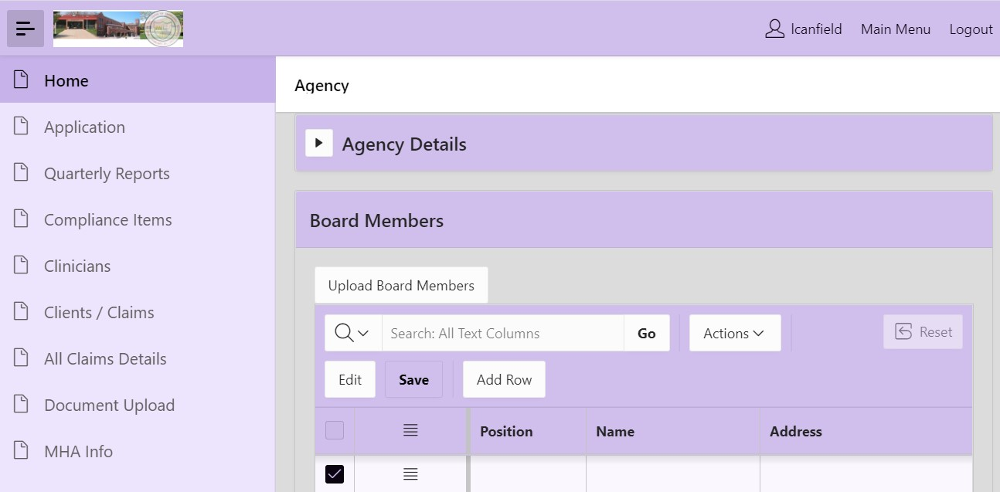 lcanfield Main Menu Logout
Home
Agency
Application
Agency Details
Quarterly Reports
Compliance Items
Board Members
Clinicians
Upload Board Members
Clients / Claims
Search: All Text Columns Go Actions Reset
All Claims Details
Edit Save Add Row
Document Upload
Position Name Address
MHA Info